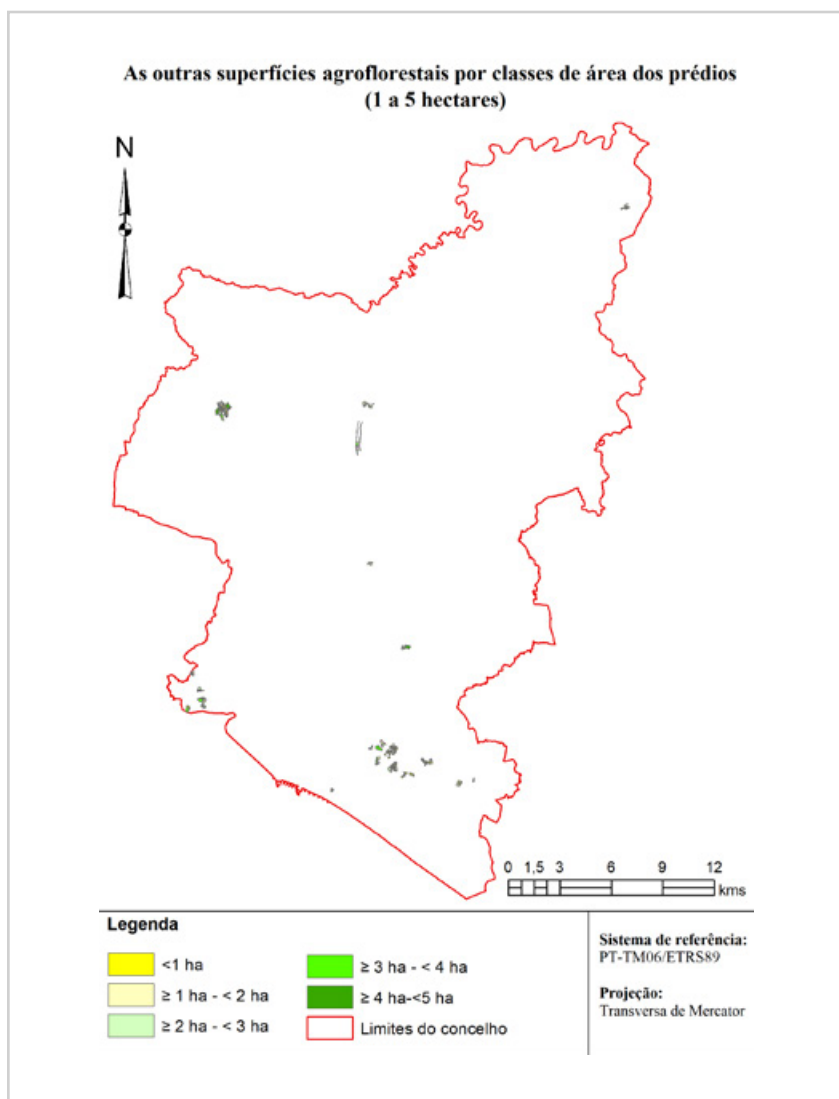 As outras superfícies agroflorestais por classes de área dos prédios
(1 a 5 hectares)
N
0 1,5 3 6 9 12
kms
Legenda
<1 ha
≥ 1 ha - < 2 ha
≥ 2 ha - < 3 ha
≥ 3 ha - < 4 ha
≥ 4 ha-<5 ha
Limites do concelho
Sistema de referência:
PT-TM06/ETRS89
Projeção:
Transversa de Mercator